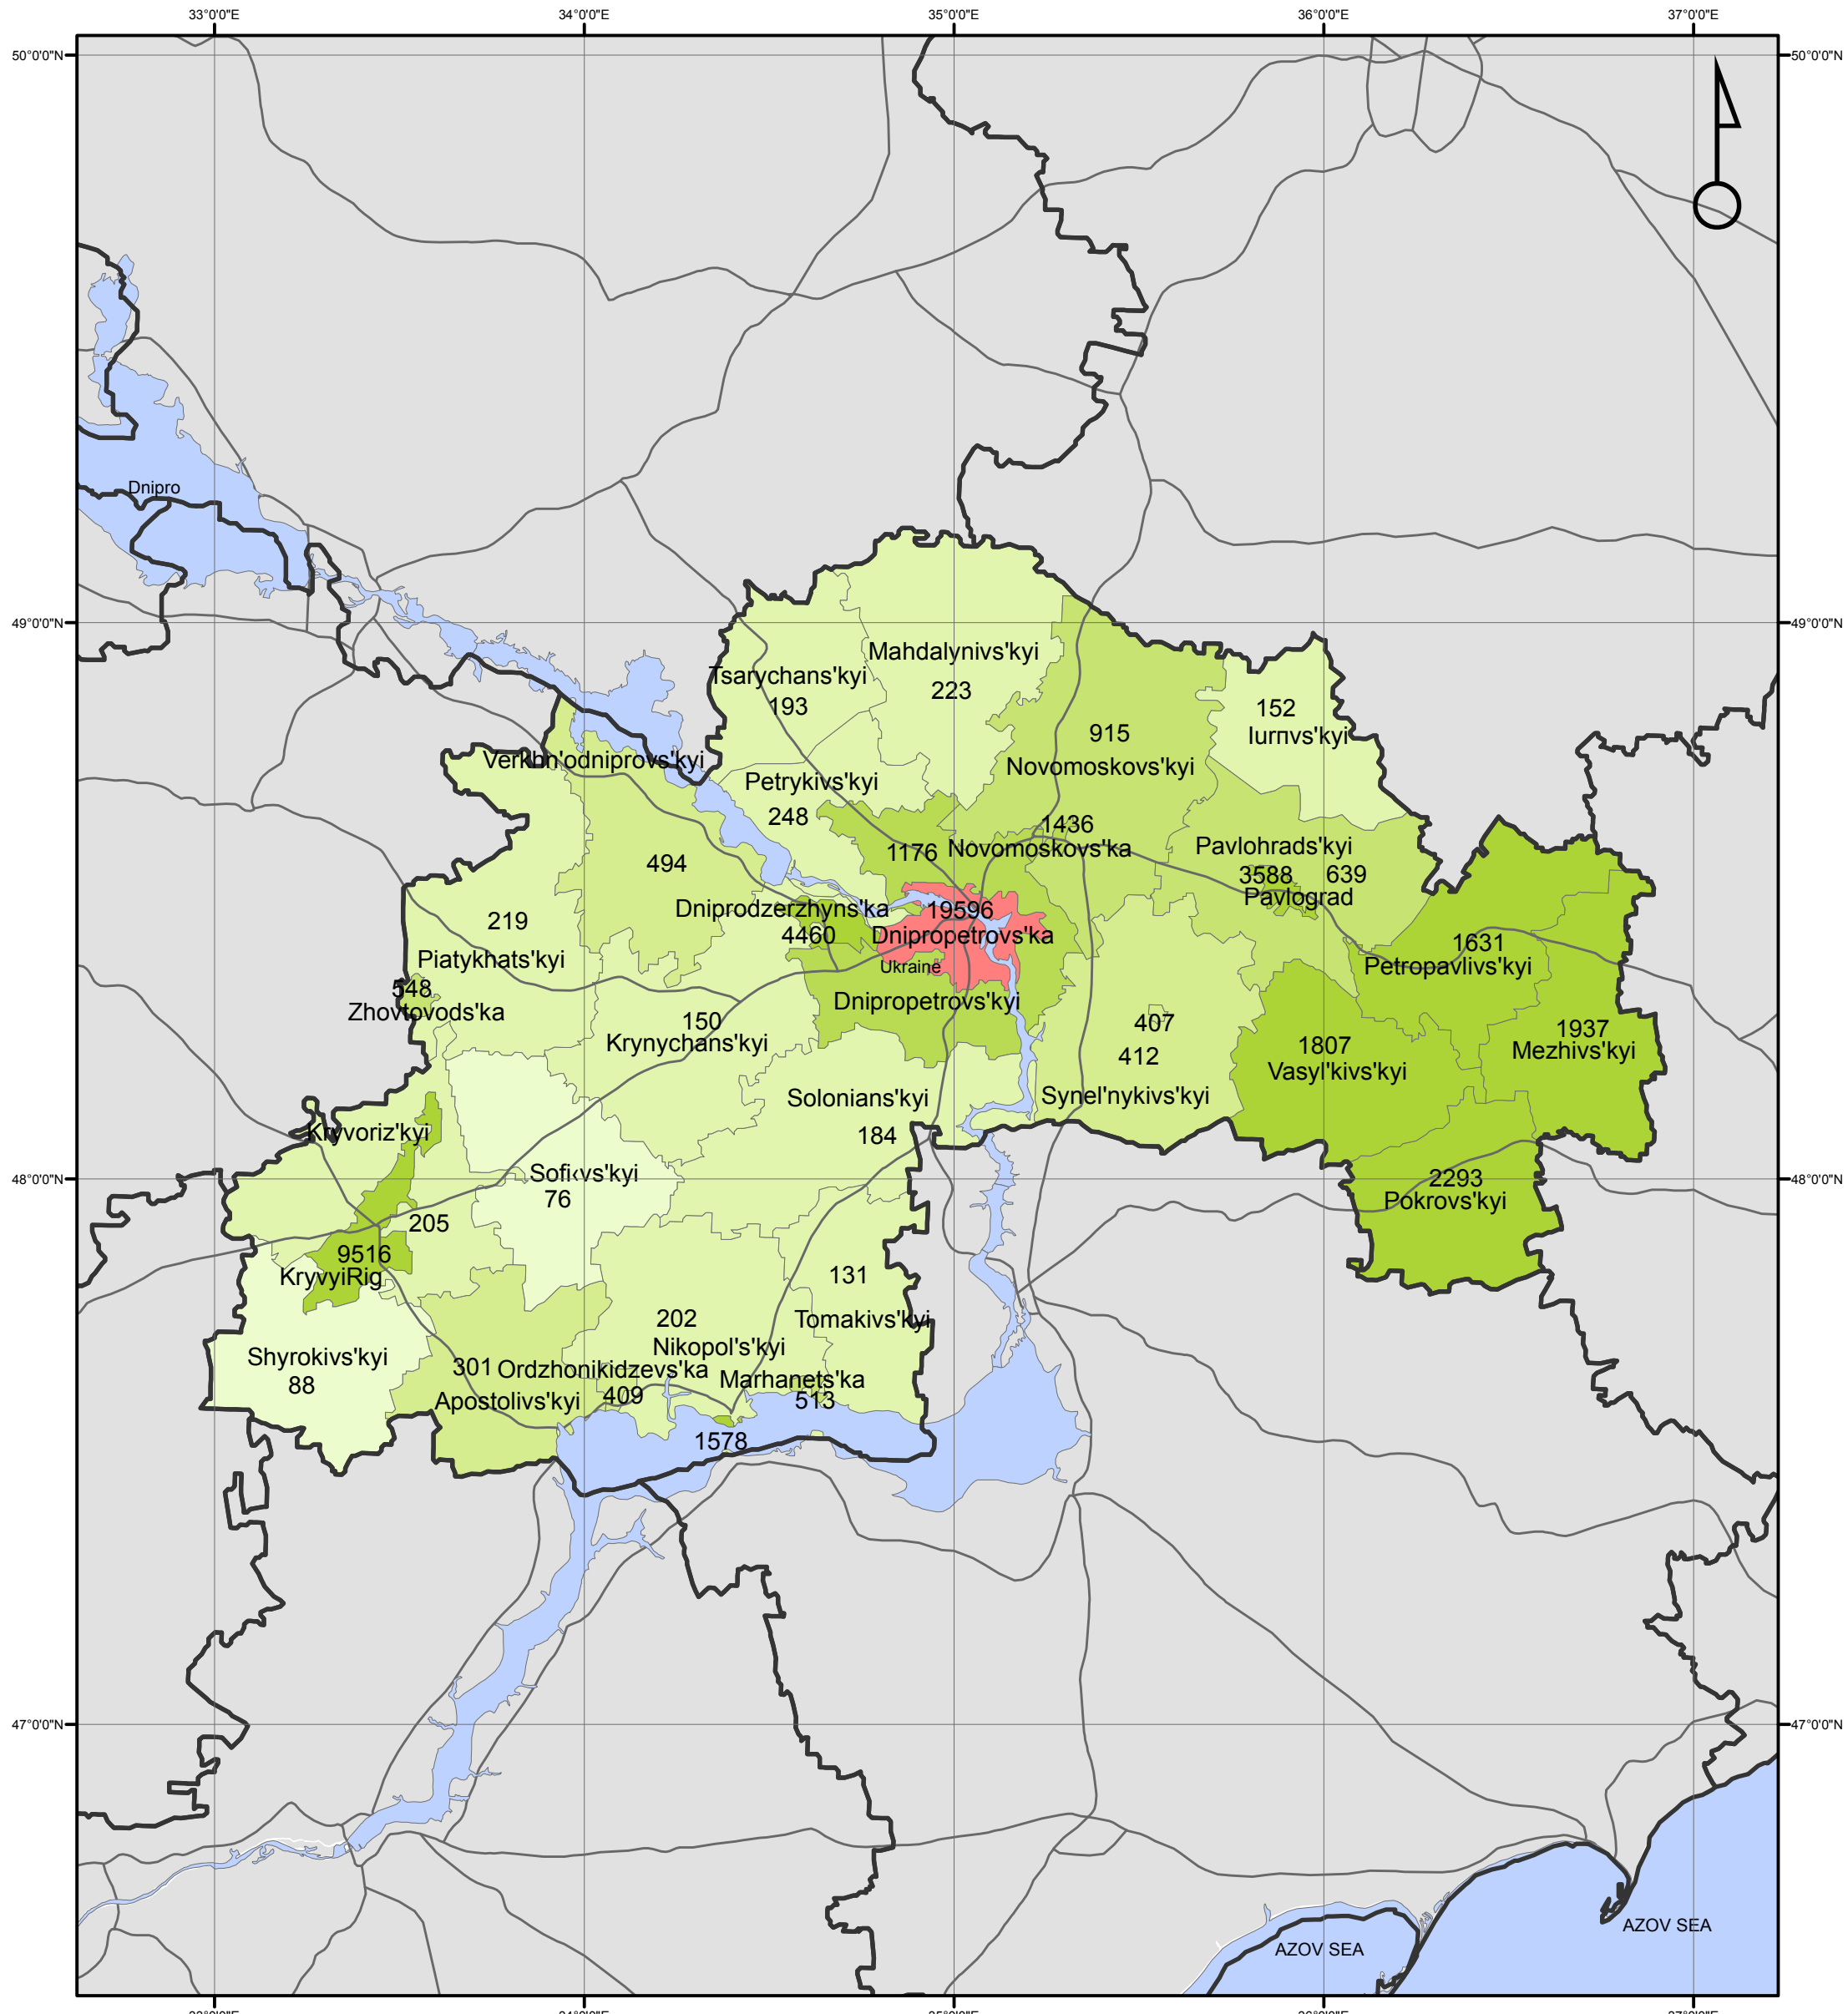 33°0'0"E
34°0'0"E
35°0'0"E
36°0'0"E
37°0'0"E
50°0'0"N
50°0'0"N
Dnipro
49°0'0"N
49°0'0"N
Mahdalynivs'kyi
223
Tsarychans'kyi
193
152
915
Novomoskovs'kyi
Verkhn'odniprovs'kyi
Petrykivs'kyi
248
1436
Novomoskovs'ka
1176
Pavlohrads'kyi
3588
639
Pavlograd
494
Dniprodzerzhyns'ka
4460
19596
Dnipropetrovs'ka
Ukraine
Dnipropetrovs'kyi
219
Piatykhats'kyi
548
Zhovtovods'ka
1631
Petropavlivs'kyi
150
Krynychans'kyi
407
412
Synel'nykivs'kyi
1807
Vasyl'kivs'kyi
1937
Mezhivs'kyi
Solonians'kyi
184
Kryvoriz'kyi
48°0'0"N
48°0'0"N
76
2293
Pokrovs'kyi
205
9516
KryvyiRig
131
Tomakivs'kyi
202
Nikopol's'kyi
Shyrokivs'kyi
88
301
Ordzhonikidzevs'ka
409
Apostolivs'kyi
Marhanets'ka
513
1578
47°0'0"N
47°0'0"N
AZOV SEA
AZOV SEA